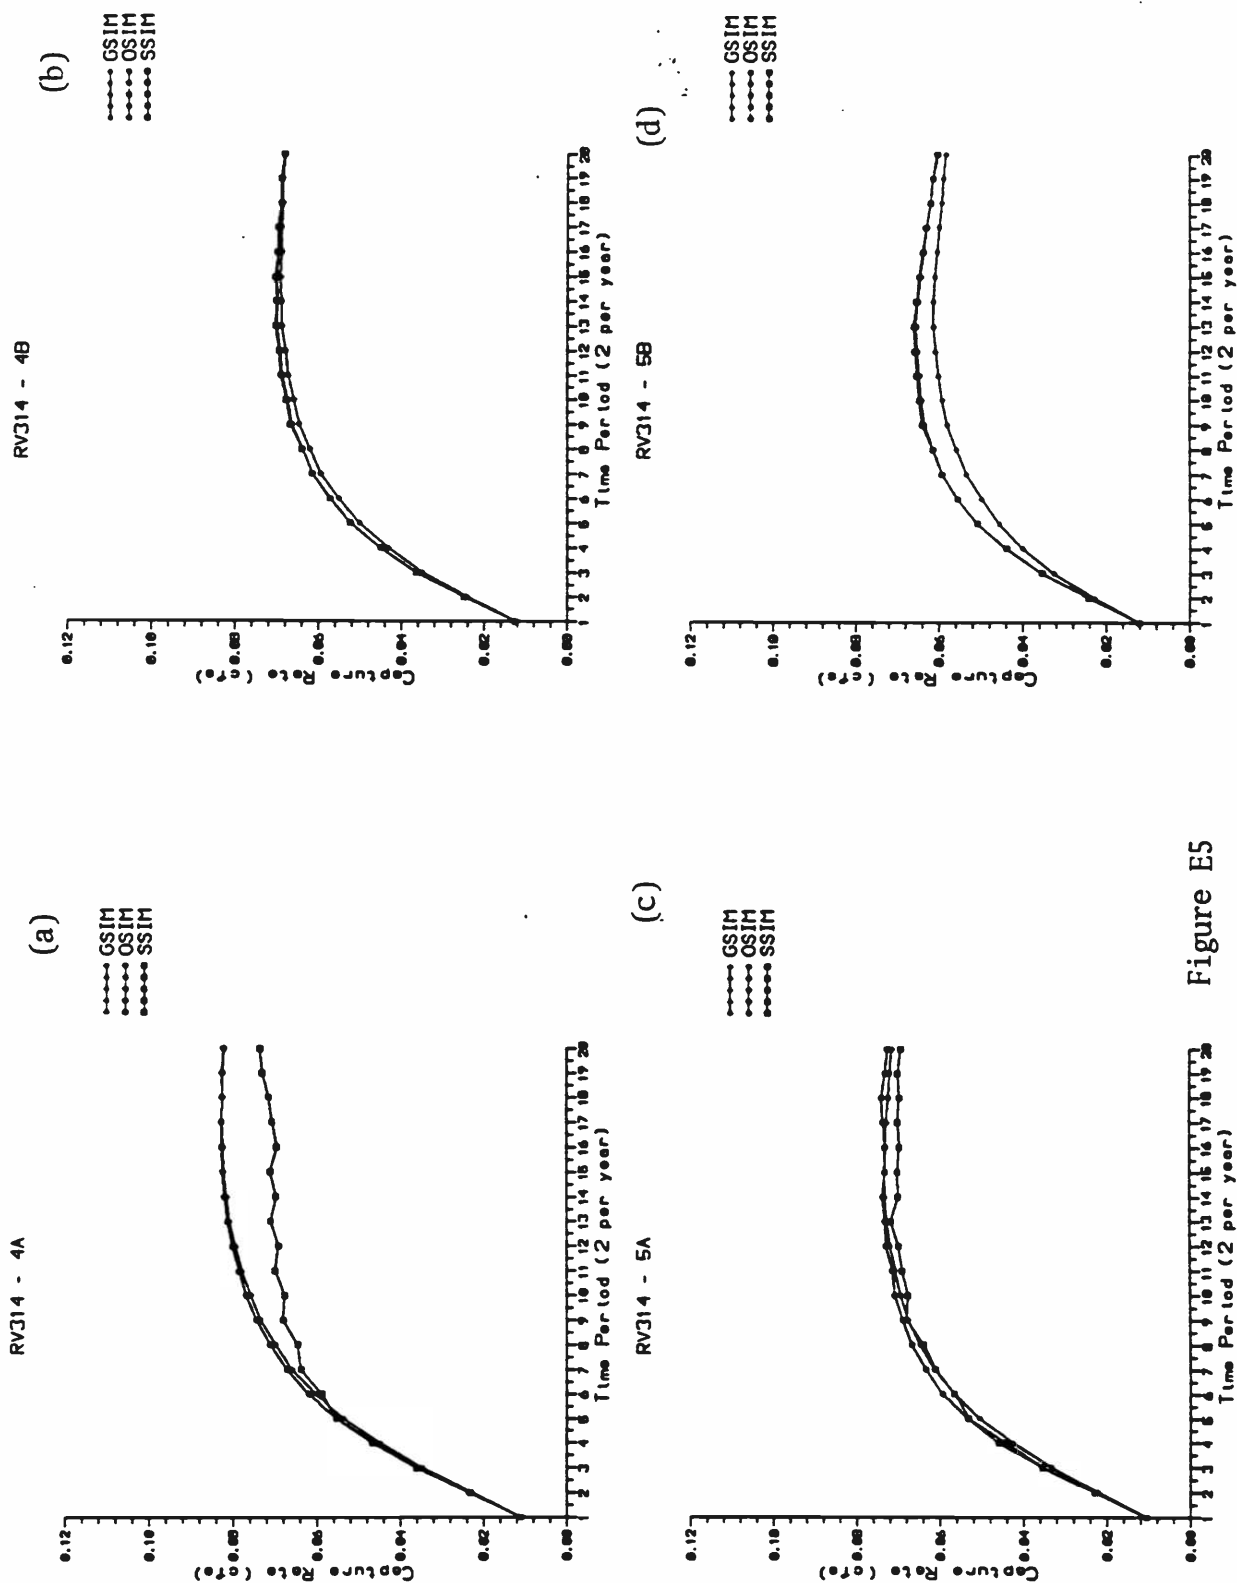 (a)
RV314 - 4A
GSIM
OSIM
SSIM
0.12
0.10
0.08
0.06
0.04
0.02
0.00
Capture Rate (cfs)
1 2 3 4 5 6 7 8 9 10 11 12 13 14 15 16 17 18 19 20
Time Period (2 per year)
(b)
RV314 - 4B
GSIM
OSIM
SSIM
0.12
0.10
0.08
0.06
0.04
0.02
0.00
Capture Rate (cfs)
1 2 3 4 5 6 7 8 9 10 11 12 13 14 15 16 17 18 19 20
Time Period (2 per year)
(c)
RV314 - 5A
GSIM
OSIM
SSIM
0.12
0.10
0.08
0.06
0.04
0.02
0.00
Capture Rate (cfs)
1 2 3 4 5 6 7 8 9 10 11 12 13 14 15 16 17 18 19 20
Time Period (2 per year)
(d)
RV314 - 5B
GSIM
OSIM
SSIM
0.12
0.10
0.08
0.06
0.04
0.02
0.00
Capture Rate (cfs)
1 2 3 4 5 6 7 8 9 10 11 12 13 14 15 16 17 18 19 20
Time Period (2 per year)
Figure E5